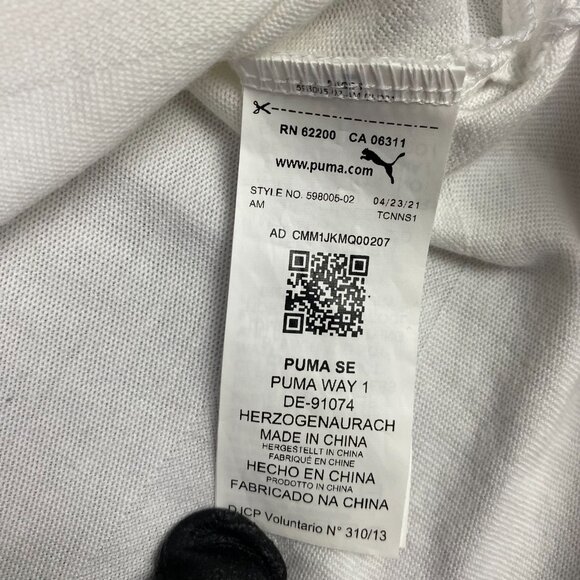 RN 62200 CA 06311
www.puma.com
STYLE NO. 598005-02 04/23/21
AM TCNNS1
AD CMM1JKMQ00207
PUMA SE
PUMA WAY 1
DE-91074
HERZOGENAURACH
MADE IN CHINA
HERGESTELLT IN CHINA
FABRIQUÉ EN CHINE
HECHO EN CHINA
PRODOTTO IN CHINA
FABRICADO NA CHINA
DJCP Voluntario N° 310/13